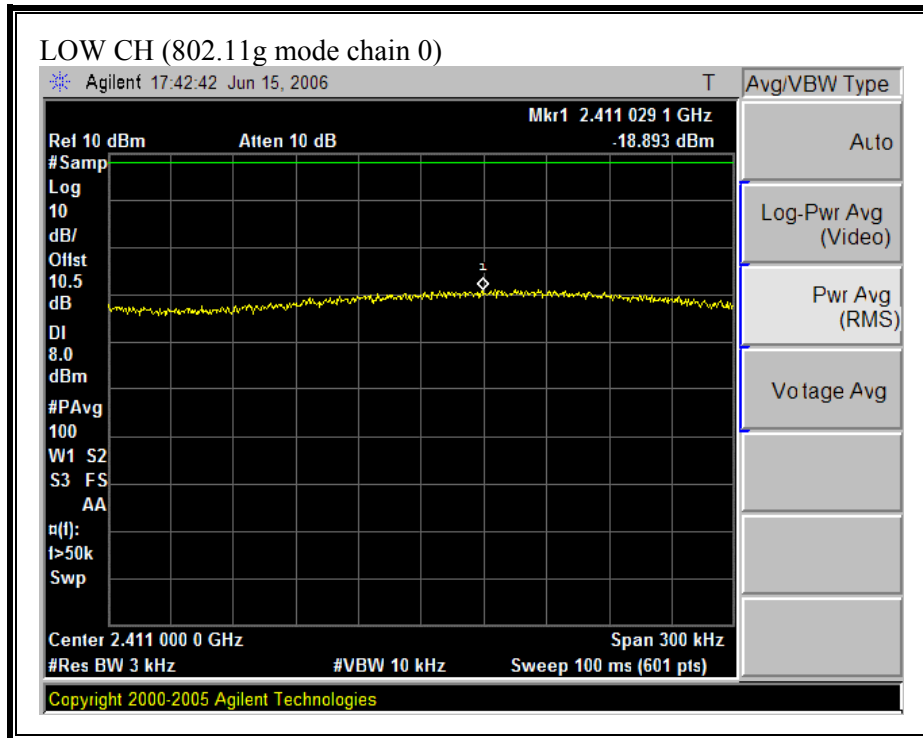 LOW CH (802.11g mode chain 0)
Agilent 17:42:42 Jun 15, 2006 T
Avg/VBW Type
Mkr1 2.411 029 1 GHz
Ref 10 dBm Atten 10 dB -18.893 dBm
#Samp
Log
10
dB/
Offst
10.5
dB
DI
8.0
dBm
#PAvg
100
W1 S2
S3 FS
AA
¤(f):
f>50k
Swp
1
Center 2.411 000 0 GHz Span 300 kHz
#Res BW 3 kHz #VBW 10 kHz Sweep 100 ms (601 pts)
Copyright 2000-2005 Agilent Technologies
Auto
Log-Pwr Avg
(Video)
Pwr Avg
(RMS)
Voltage Avg